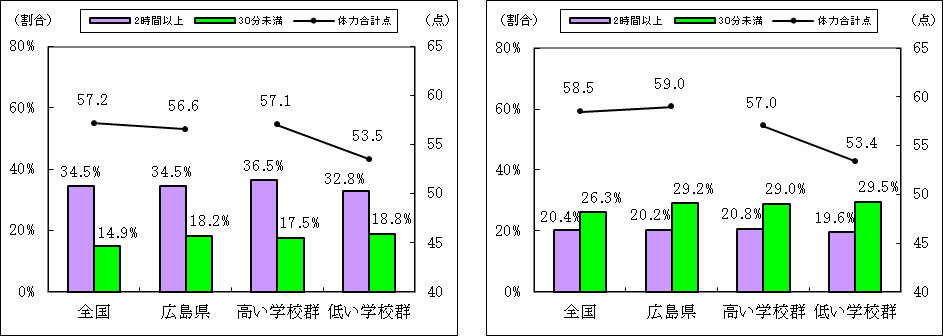 (割合) 2時間以上 30分未満 体力合計点 (点)
80% 65
60% 60
40% 55
20% 50
0% 45
40
57.2 56.6 57.1 53.5
34.5% 34.5% 36.5% 32.8%
14.9% 18.2% 17.5% 18.8%
全国 広島県 高い学校群 低い学校群
(割合) 2時間以上 30分未満 体力合計点 (点)
80% 65
60% 60
40% 55
20% 50
0% 45
40
58.5 59.0 57.0 53.4
20.4% 26.3% 20.2% 29.2% 20.8% 29.0% 19.6% 29.5%
全国 広島県 高い学校群 低い学校群